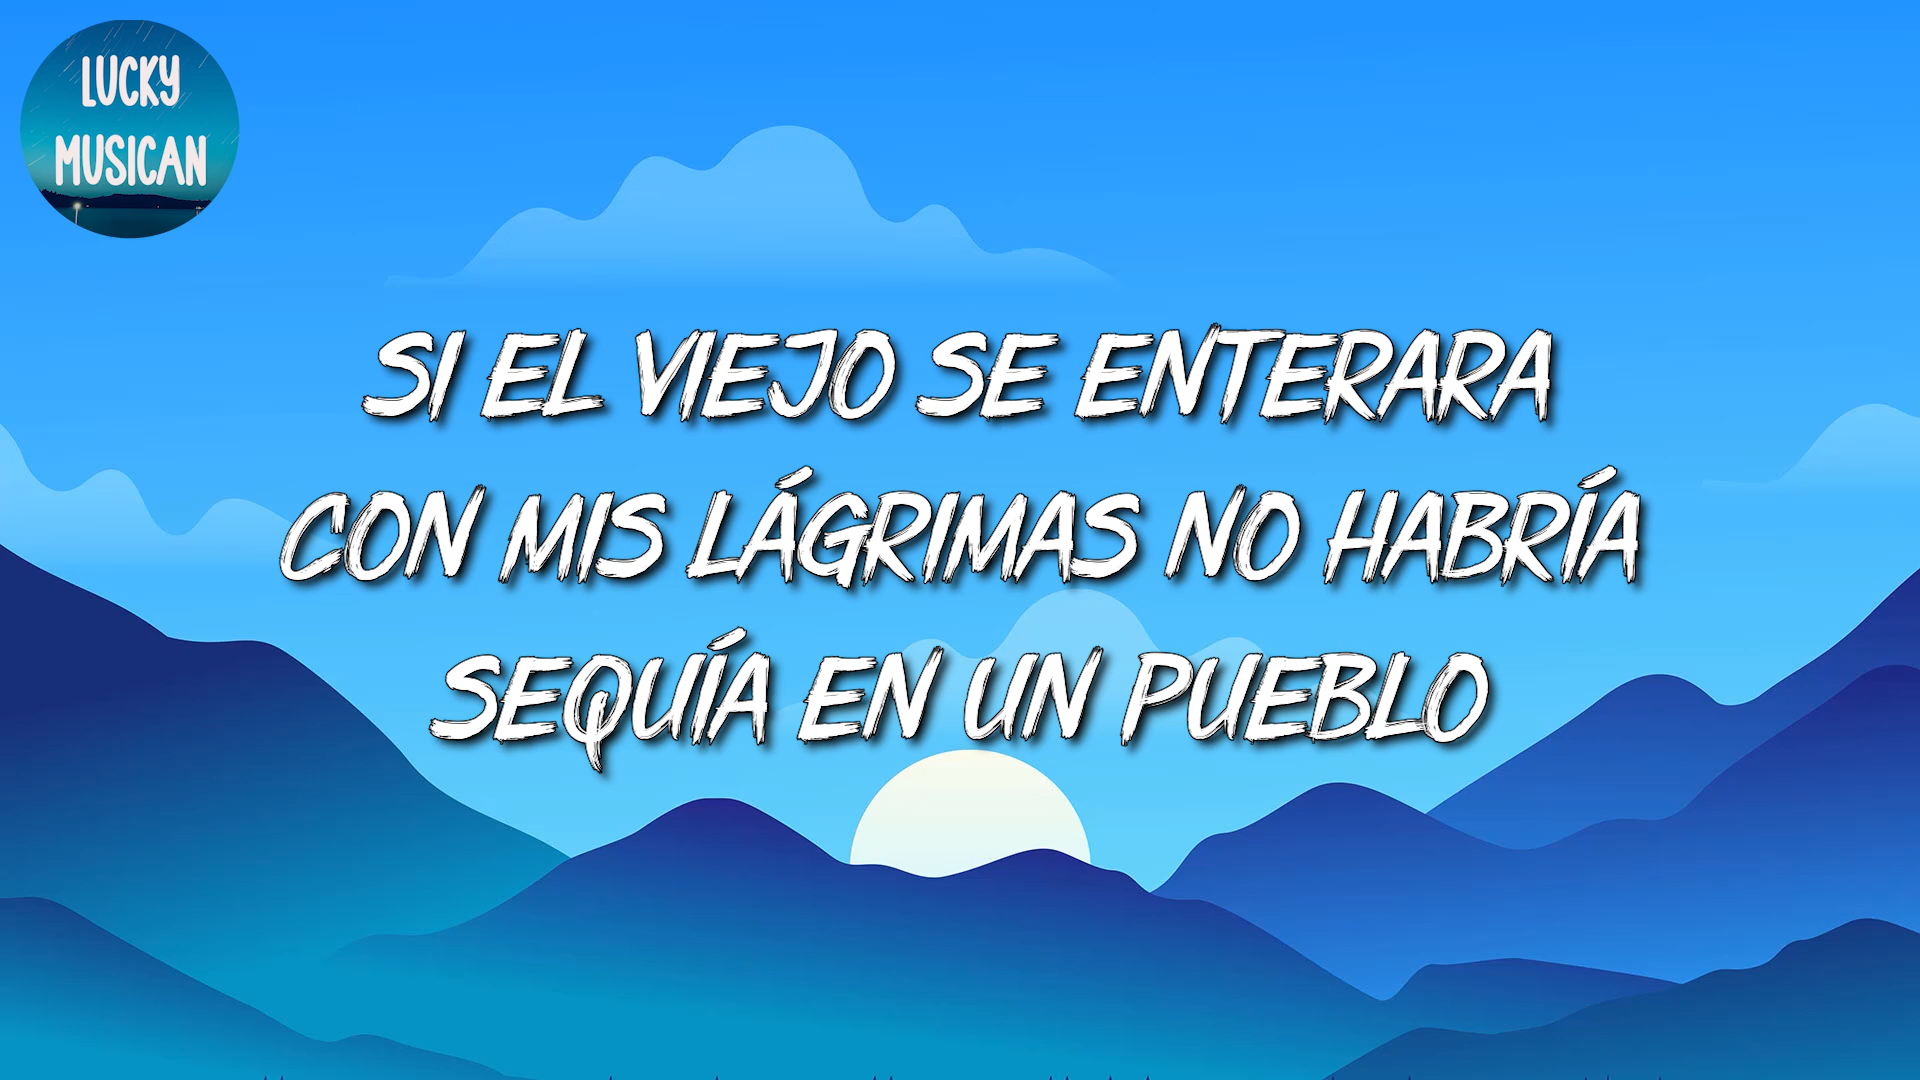 LUCKY
MUSICAN
SI EL VIEJO SE ENTERARA
CON MIS LÁGRIMAS NO HABRÍA
SEQUÍA EN UN PUEBLO